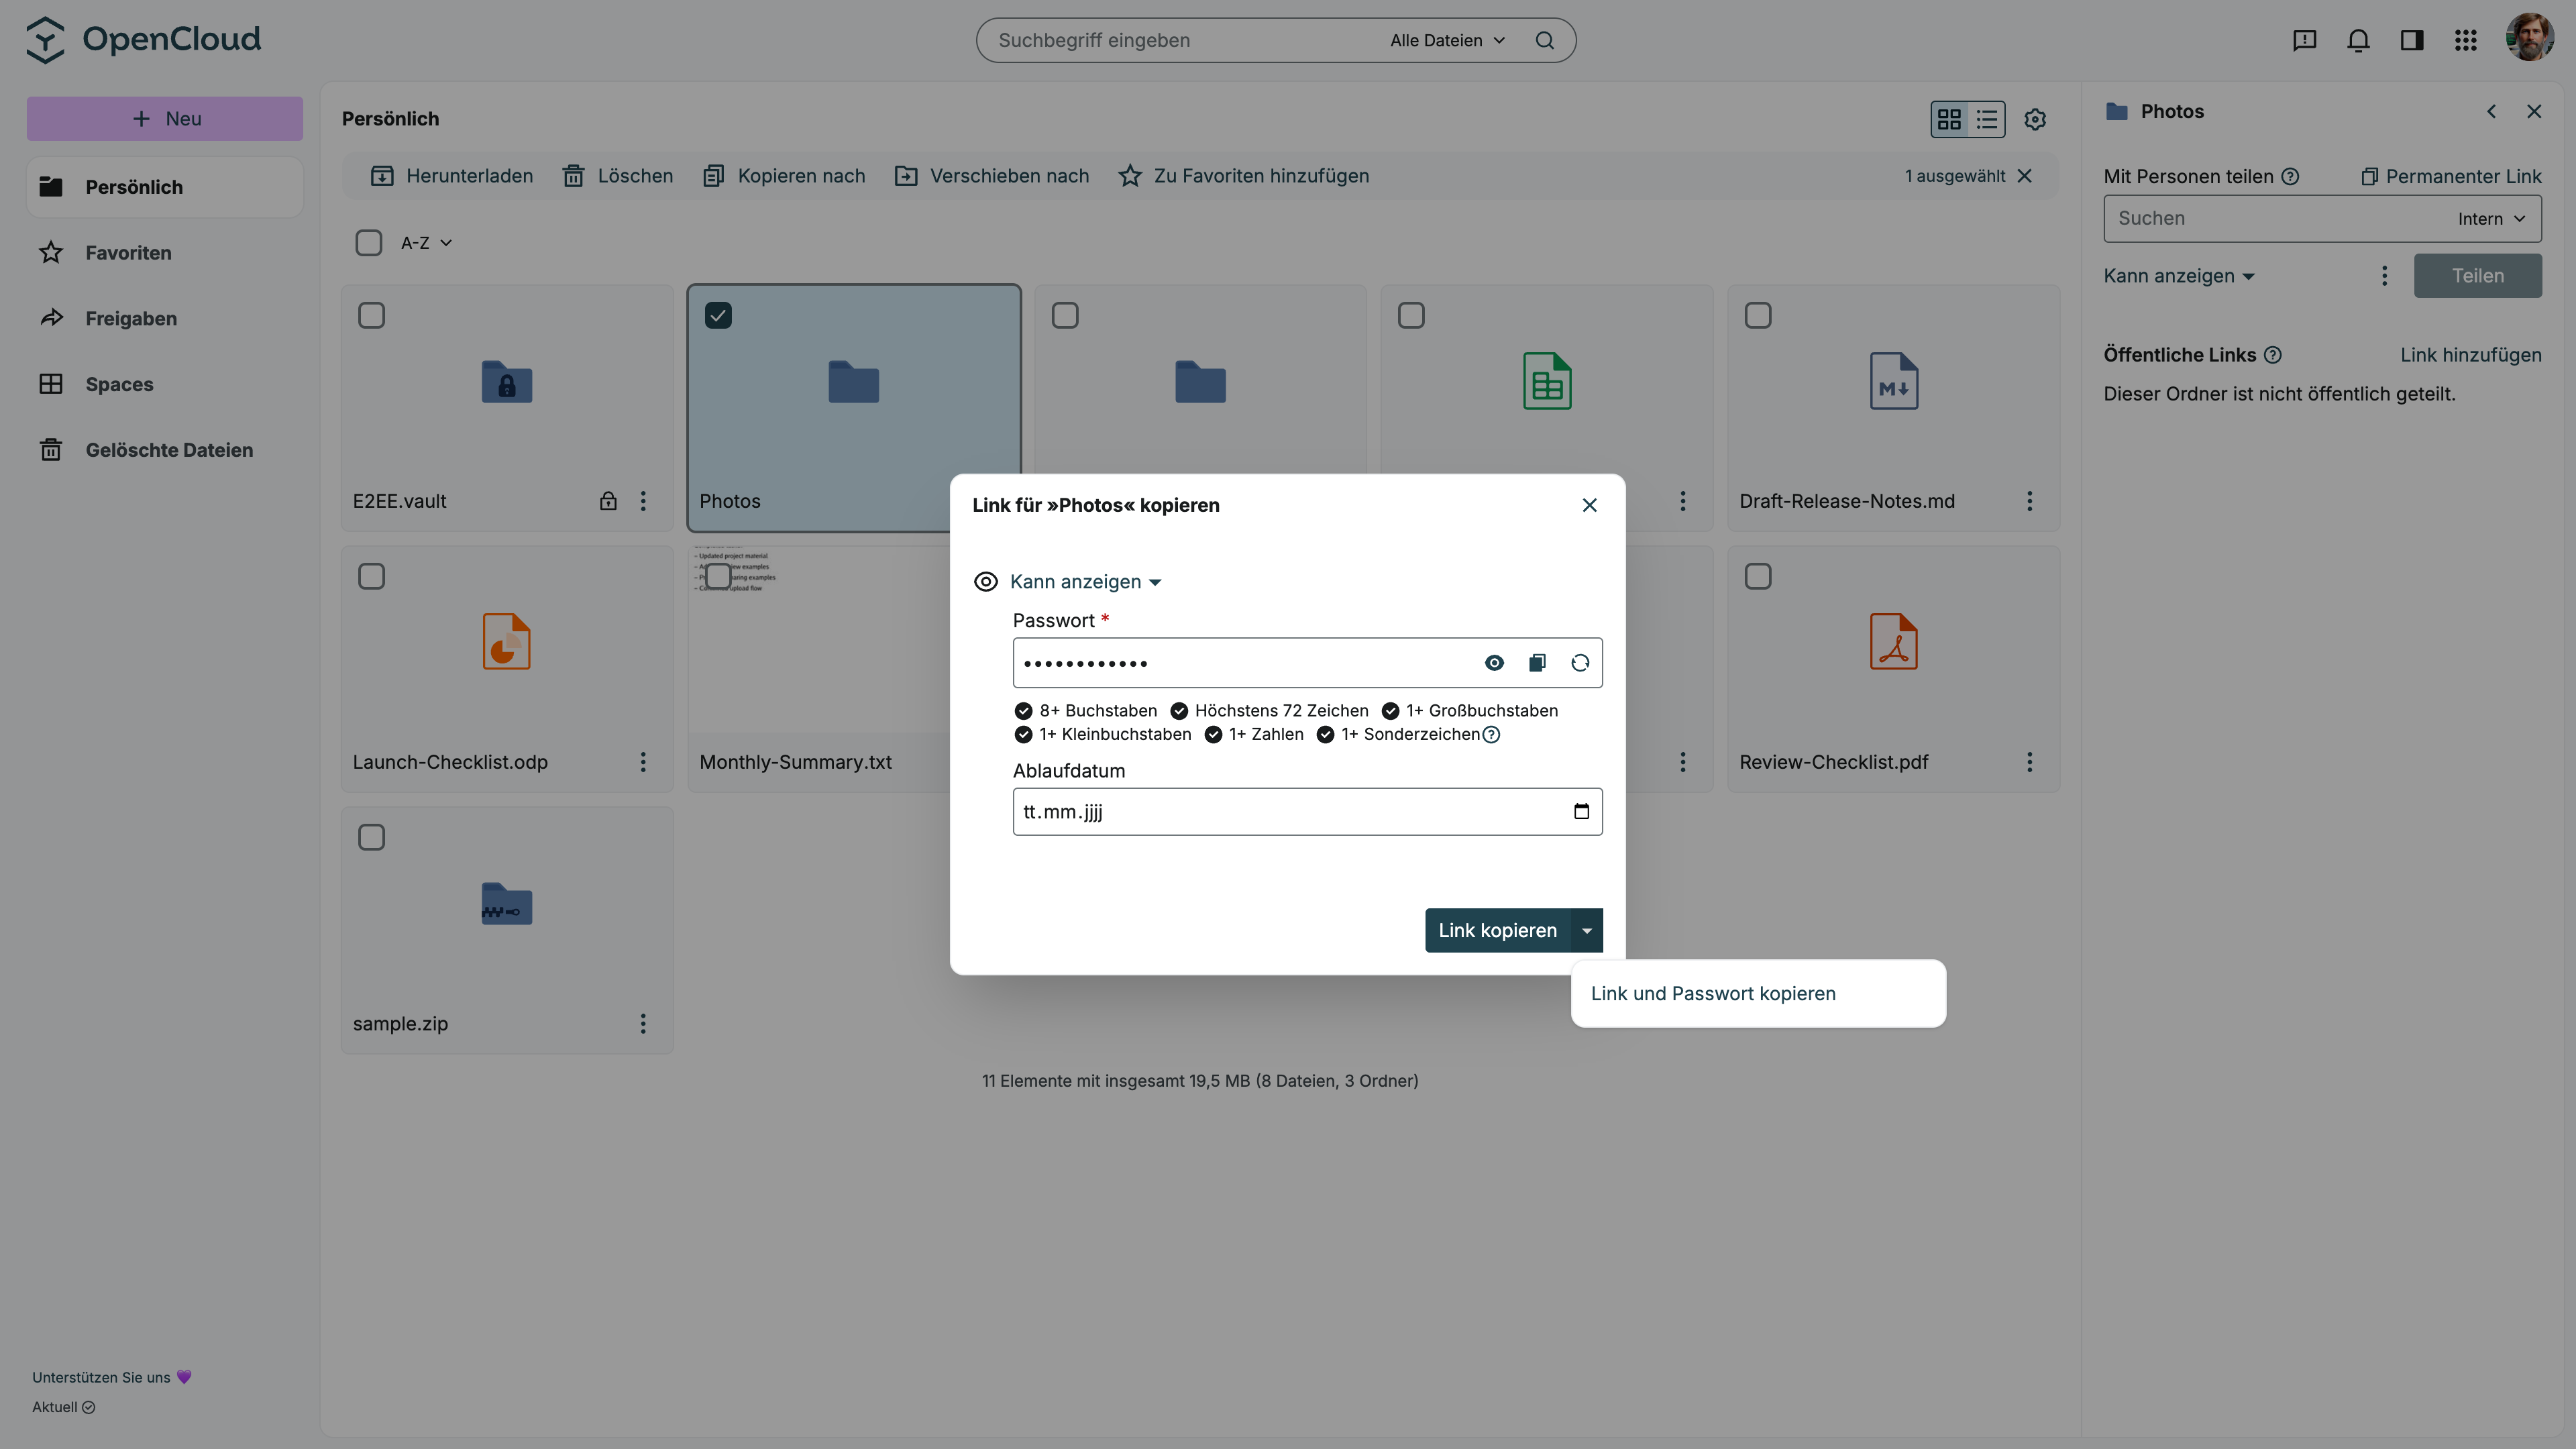 OpenCloud
Suchbegriff eingeben
Alle Dateien
Neu
Persönlich
Favoriten
Freigaben
Spaces
Gelöschte Dateien
Unterstützen Sie uns 💜
Aktuell
Persönlich
Herunterladen Löschen Kopieren nach Verschieben nach Zu Favoriten hinzufügen
1 ausgewählt
A-Z
E2EE.vault
Photos
Draft-Release-Notes.md
Launch-Checklist.odp
– Updated project material
Monthly-Summary.txt
Review-Checklist.pdf
sample.zip
11 Elemente mit insgesamt 19,5 MB (8 Dateien, 3 Ordner)
Link für »Photos« kopieren
Kann anzeigen
Passwort *
••••••••••••
8+ Buchstaben Höchstens 72 Zeichen 1+ Großbuchstaben
1+ Kleinbuchstaben 1+ Zahlen 1+ Sonderzeichen
Ablaufdatum
tt.mm.jjjj
Link kopieren
Link und Passwort kopieren
Photos
Mit Personen teilen
Permanenter Link
Suchen
Intern
Kann anzeigen
Teilen
Öffentliche Links
Link hinzufügen
Dieser Ordner ist nicht öffentlich geteilt.